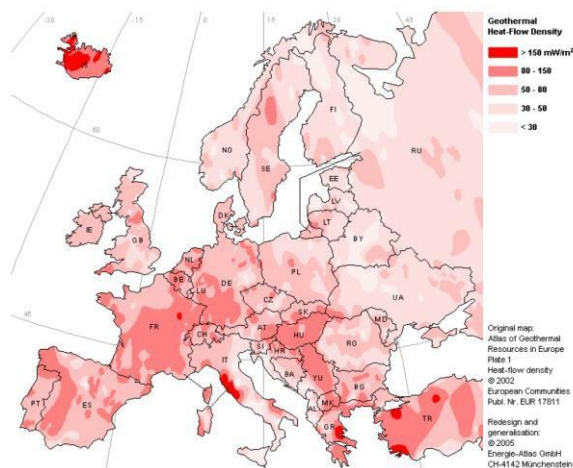 Geothermal
Heat-Flow Density
> 150 mW/m²
80 - 150
50 - 80
30 - 50
< 30
10
0
15
30
45
60
45
IS
NO
SE
FI
RU
EE
LV
LT
BY
DK
IE
GB
NL
BE
LU
DE
PL
CZ
SK
UA
MD
FR
CH
AT
HU
RO
SI
HR
BA
YU
BG
IT
AL
MK
GR
TR
PT
ES
Original map:
Atlas of Geothermal
Resources in Europe
Plate 1
Heat-flow density
© 2002
European Communities
Publ. Nr. EUR 17811
Redesign and
generalisation:
© 2005
Energie-Atlas GmbH
CH-4142 Münchenstein